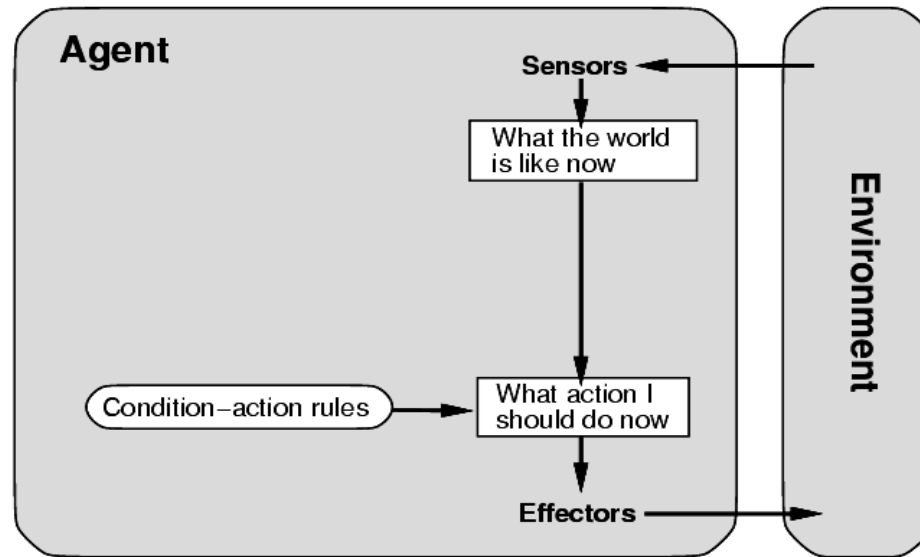 Agent
Sensors
What the world
is like now
Environment
Condition–action rules
What action I
should do now
Effectors